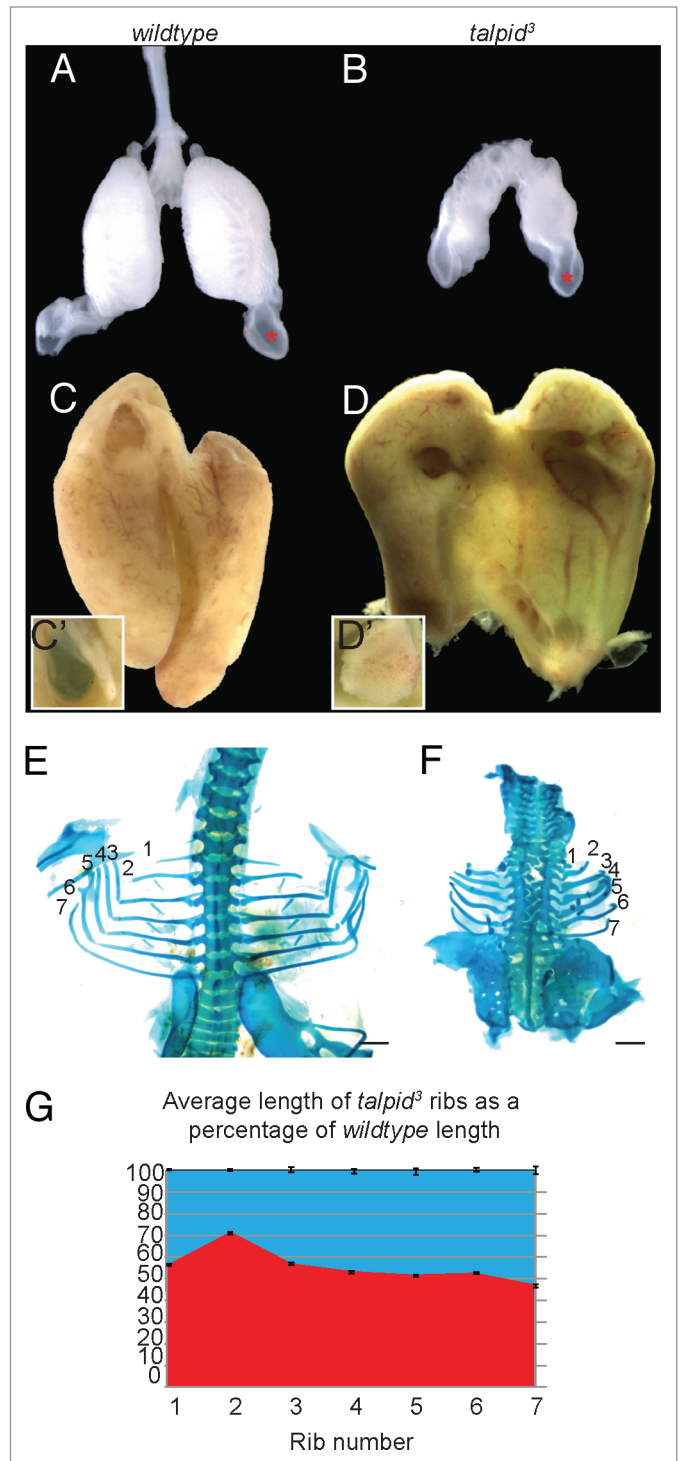 wildtype talpid³
A B
*
*
C D
C' D'
E F
1
2
3
4
5
6
7
1
2
3
4
5
6
7
G
Average length of talpid³ ribs as a
percentage of wildtype length
100
90
80
70
60
50
40
30
20
10
0
1 2 3 4 5 6 7
Rib number